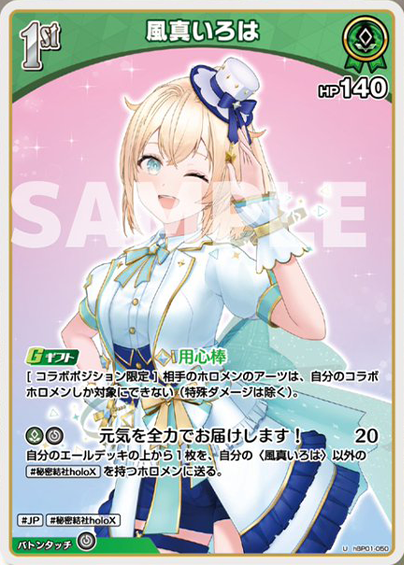 1st
風真いろは
HP140
SAMPLE
Gギフト 用心棒
[ コラボポジション限定 ] 相手のホロメンのアーツは、自分のコラボ
ホロメンしか対象にできない（特殊ダメージは除く）。
元気を全力でお届けします！ 20
自分のエールデッキの上から1枚を、自分の〈風真いろは〉以外の
#秘密結社holoX を持つホロメンに送る。
#JP #秘密結社holoX
バトンタッチ
U hBP01-050